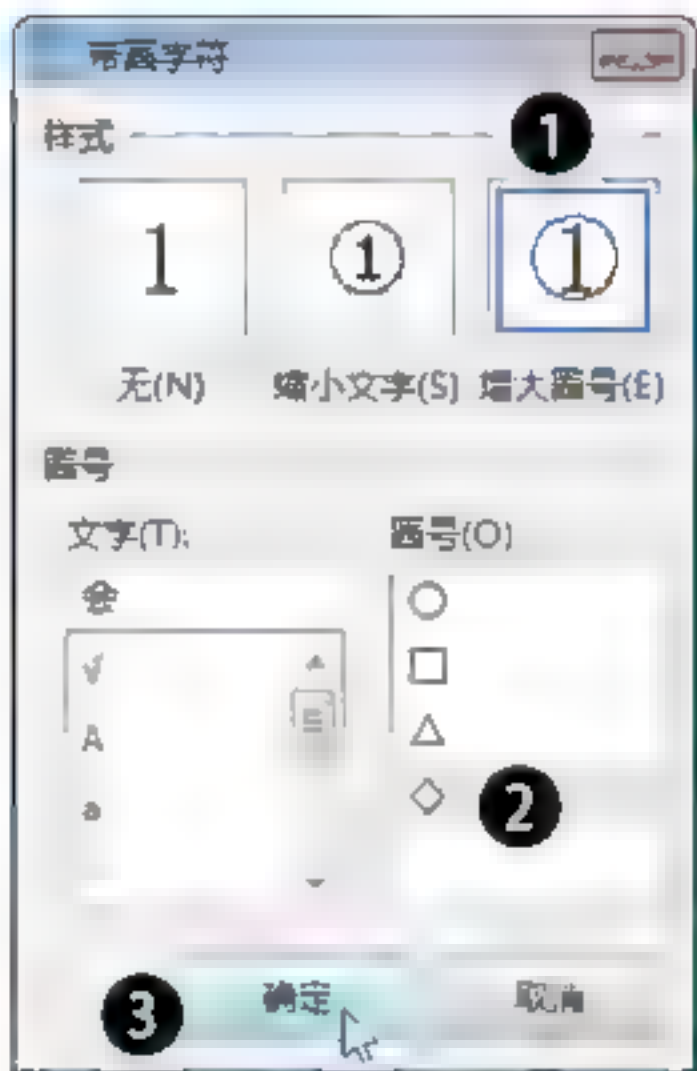 带圈字符
样式
1
1
①
①
无(N)
缩小文字(S)
增大圈号(E)
圈号
文字(T):
圈号(O)
会
√
A
a
2
3
确定
取消